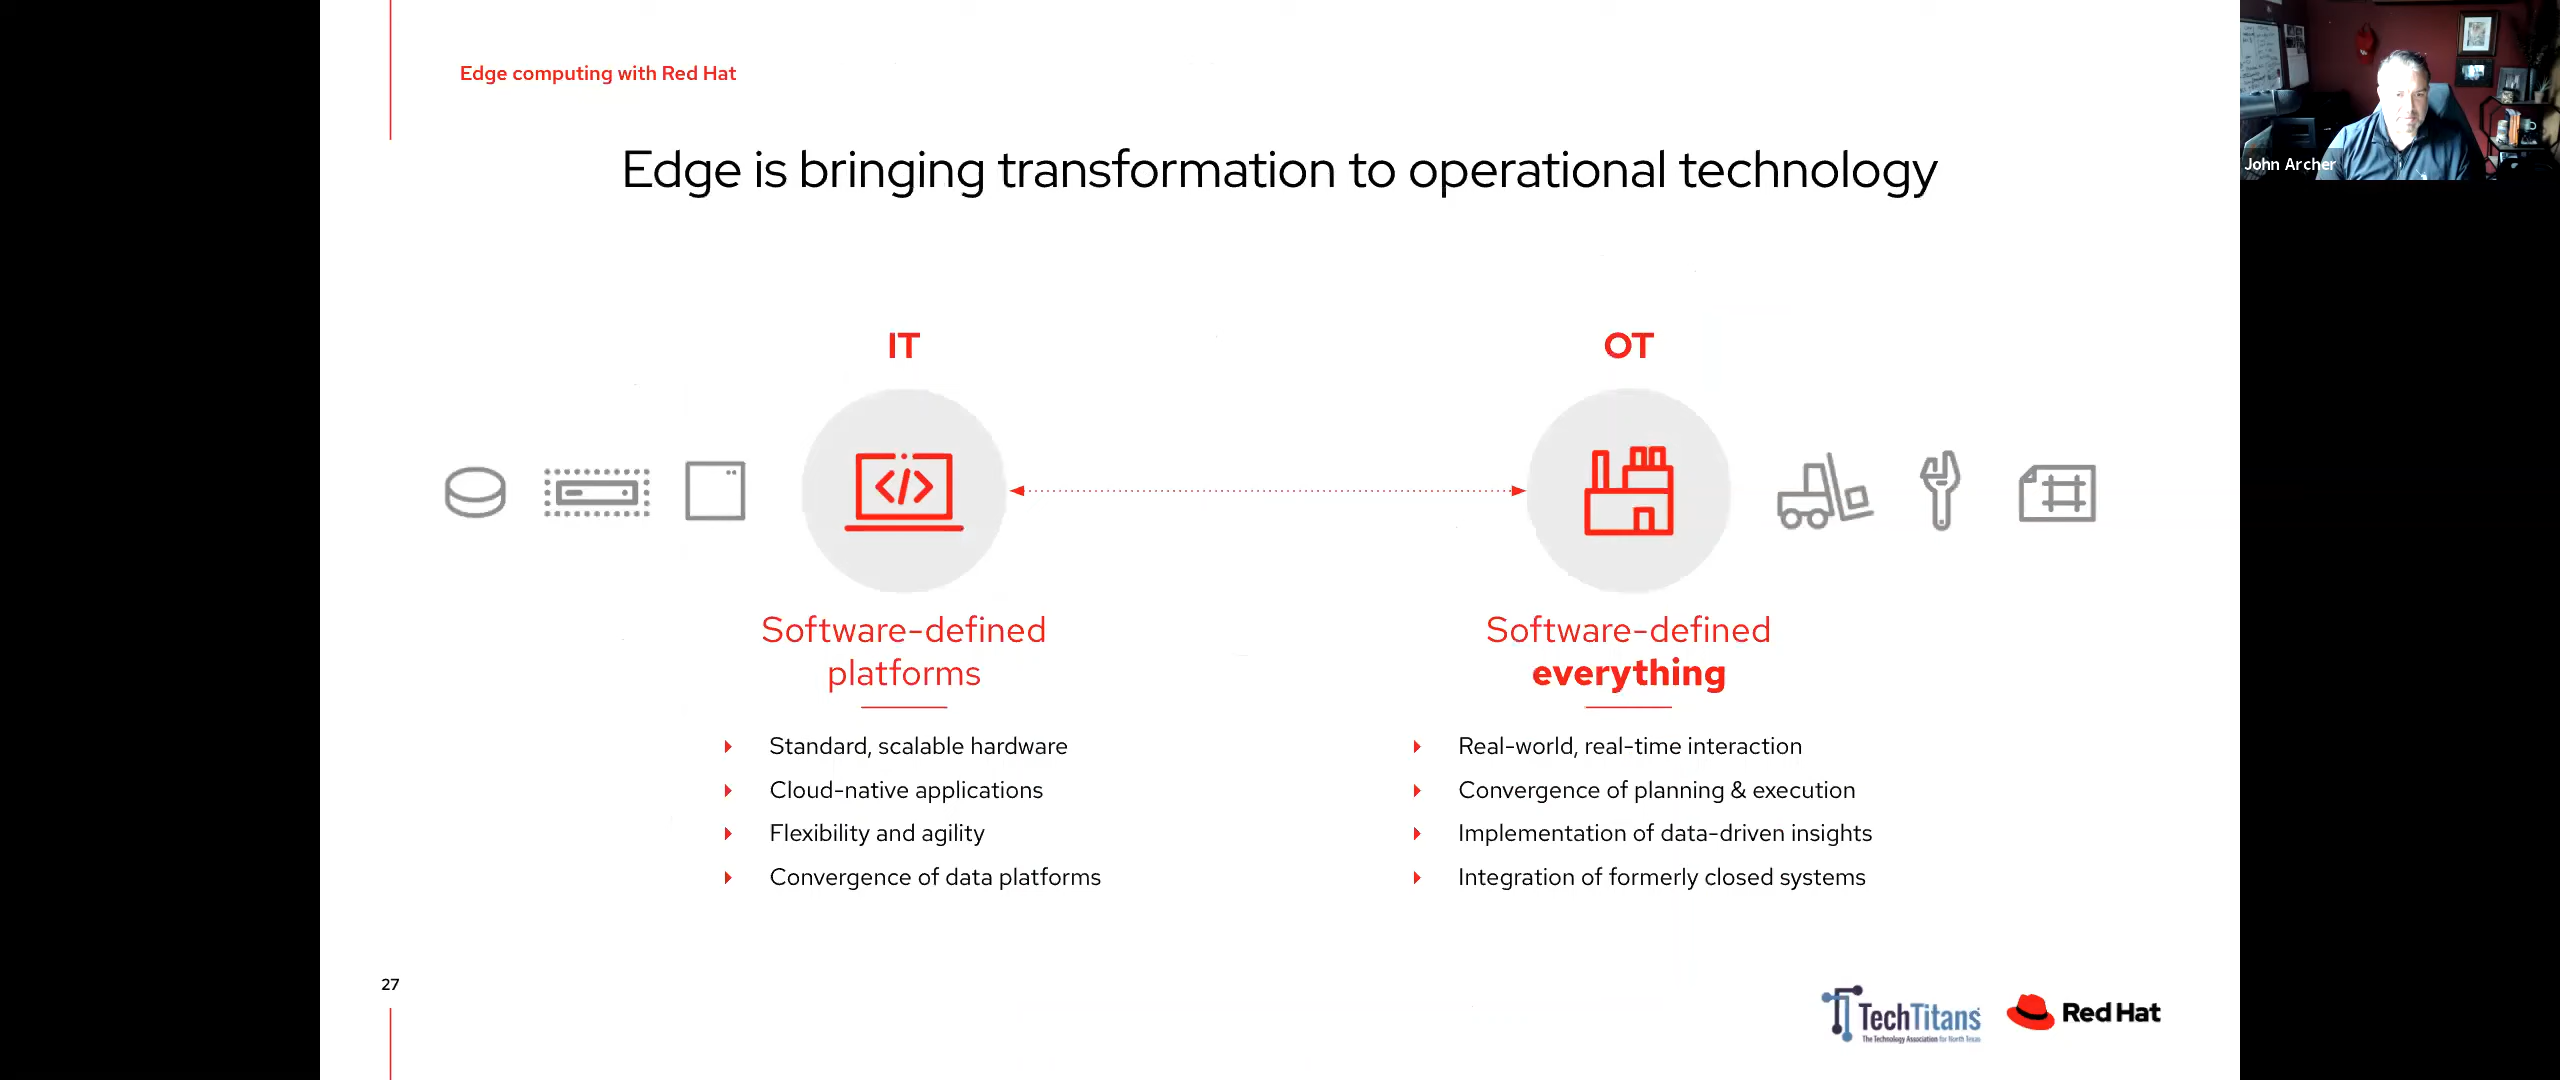 Edge computing with Red Hat
John Archer
Edge is bringing transformation to operational technology
IT
OT
</>
Software-defined
platforms
Software-defined
everything
Standard, scalable hardware
Cloud-native applications
Flexibility and agility
Convergence of data platforms
Real-world, real-time interaction
Convergence of planning & execution
Implementation of data-driven insights
Integration of formerly closed systems
27
TechTitans
The Technology Association for North Texas
Red Hat